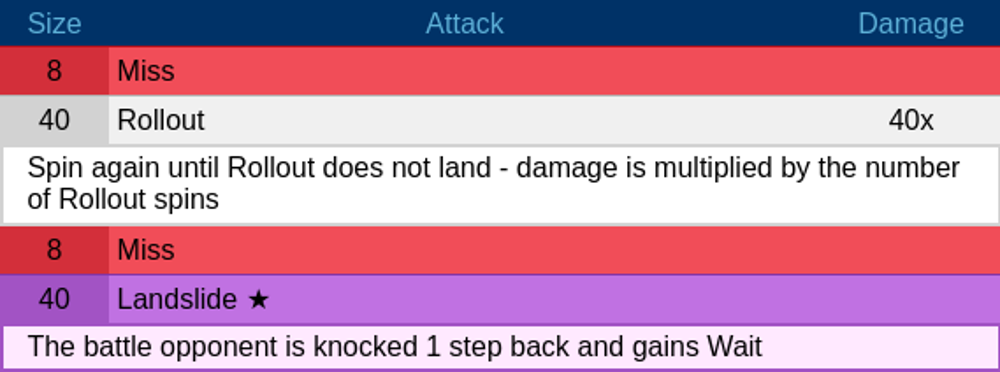 Size Attack Damage
8 Miss
40 Rollout 40x
Spin again until Rollout does not land - damage is multiplied by the number
of Rollout spins
8 Miss
40 Landslide ★
The battle opponent is knocked 1 step back and gains Wait